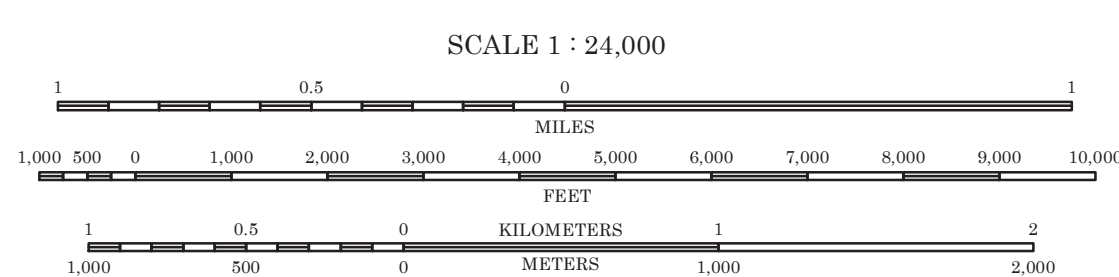 SCALE 1 : 24,000
1 0.5 0 1
MILES
1,000 500 0 1,000 2,000 3,000 4,000 5,000 6,000 7,000 8,000 9,000 10,000
FEET
1 0.5 0 KILOMETERS 1 2
1,000 500 0 METERS 1,000 2,000